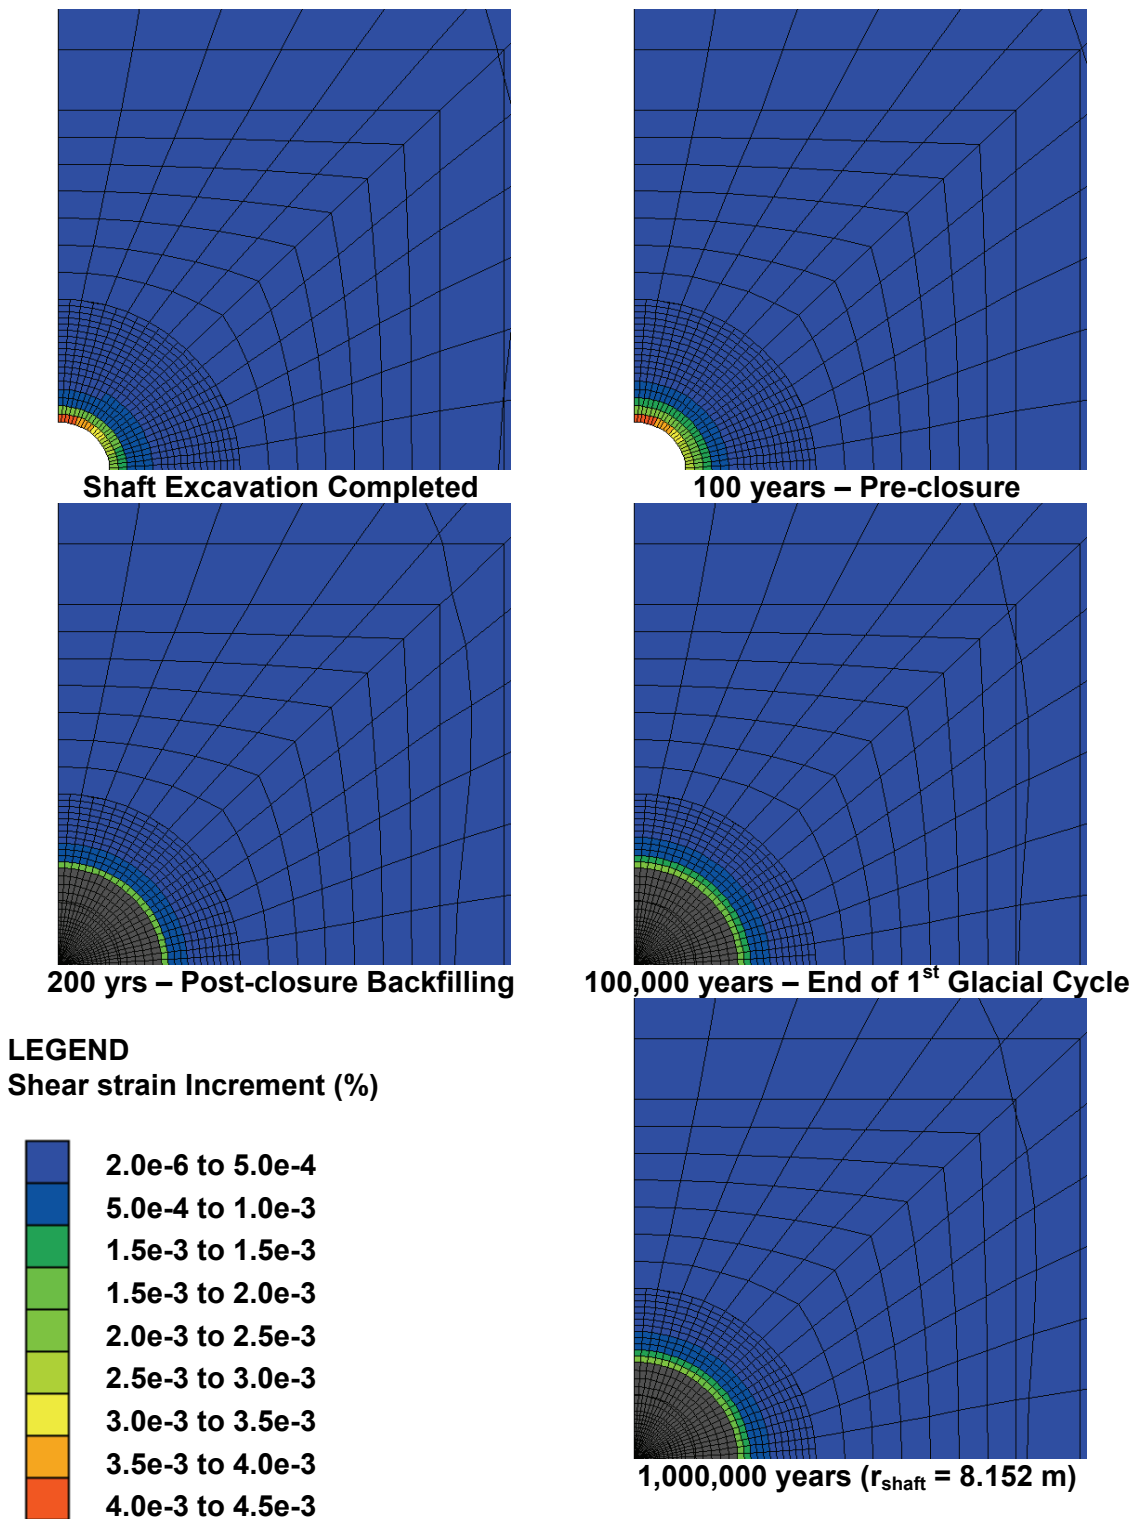 Shaft Excavation Completed
100 years – Pre-closure
200 yrs – Post-closure Backfilling
100,000 years – End of 1st Glacial Cycle
LEGEND
Shear strain Increment (%)
2.0e-6 to 5.0e-4
5.0e-4 to 1.0e-3
1.5e-3 to 1.5e-3
1.5e-3 to 2.0e-3
2.0e-3 to 2.5e-3
2.5e-3 to 3.0e-3
3.0e-3 to 3.5e-3
3.5e-3 to 4.0e-3
4.0e-3 to 4.5e-3
1,000,000 years (rshaft = 8.152 m)